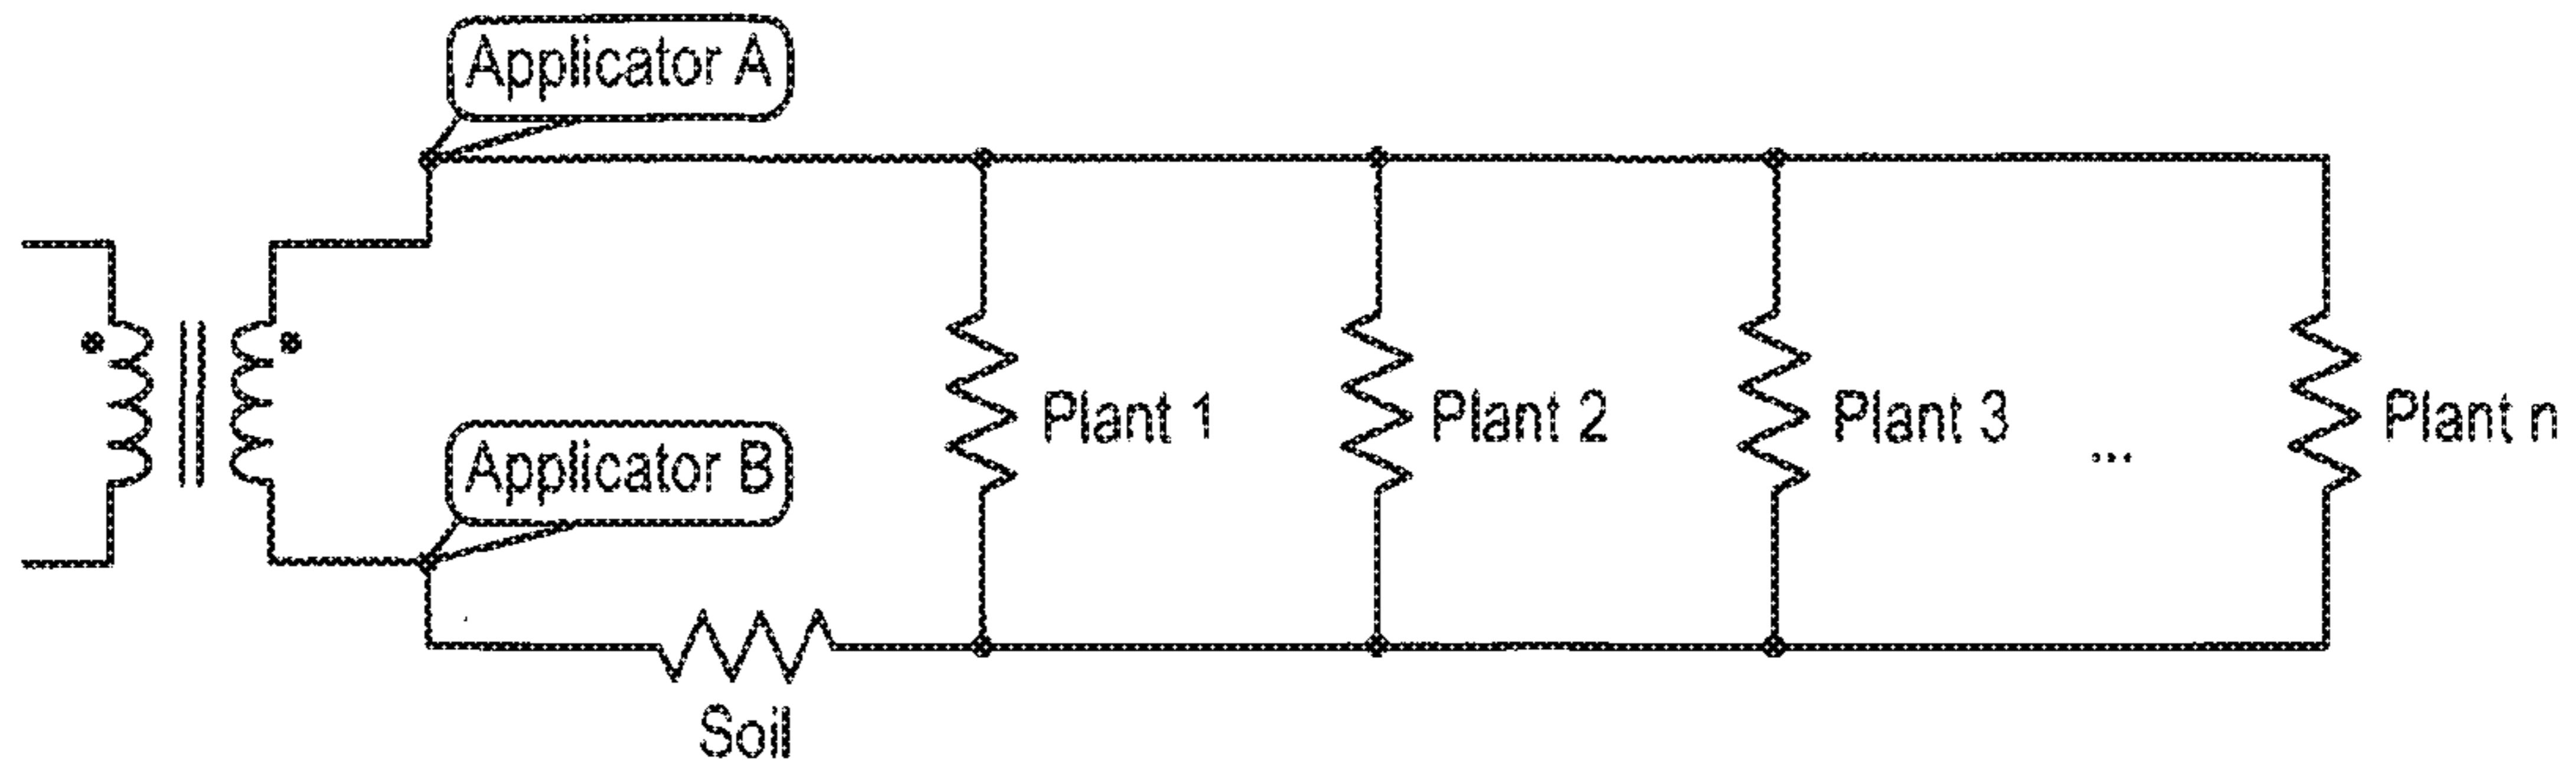 Applicator A
Applicator B
Plant 1
Plant 2
Plant 3
...
Plant n
Soil